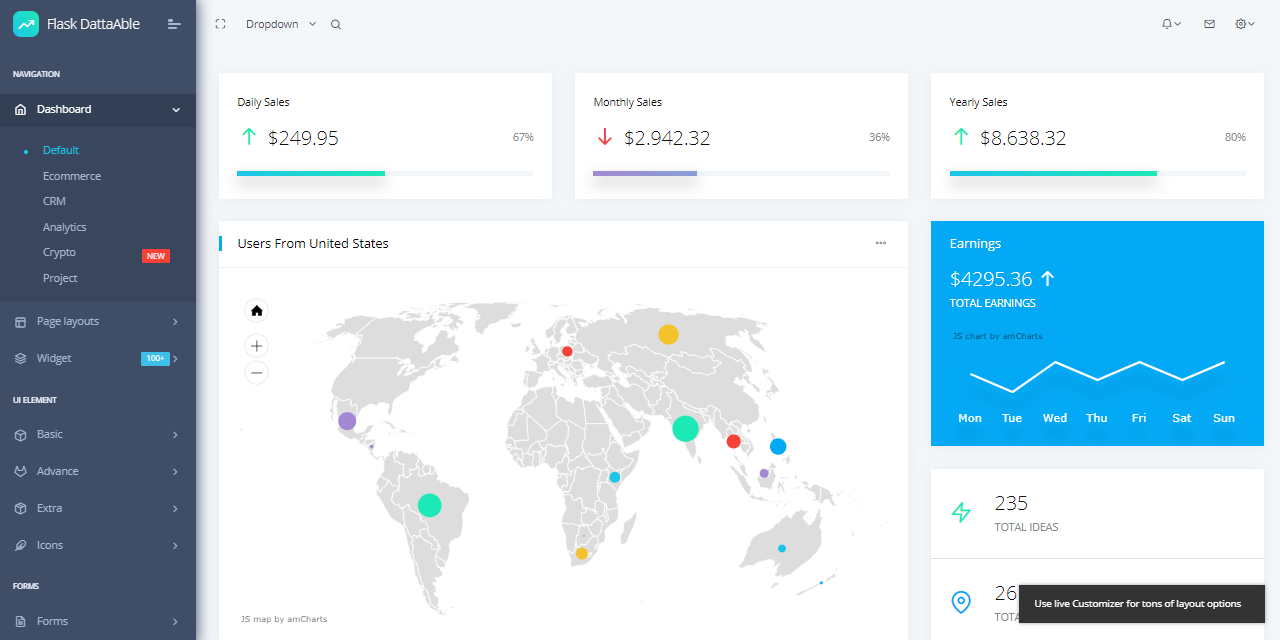 Flask DattaAble
Dropdown
NAVIGATION
Dashboard
Default
Ecommerce
CRM
Analytics
Crypto
NEW
Project
Page layouts
Widget
100+
UI ELEMENT
Basic
Advance
Extra
Icons
FORMS
Forms
Daily Sales
$249.95
67%
Monthly Sales
$2.942.32
36%
Yearly Sales
$8.638.32
80%
Users From United States
JS map by amCharts
Earnings
$4295.36
TOTAL EARNINGS
JS chart by amCharts
Mon Tue Wed Thu Fri Sat Sun
235
TOTAL IDEAS
Use live Customizer for tons of layout options